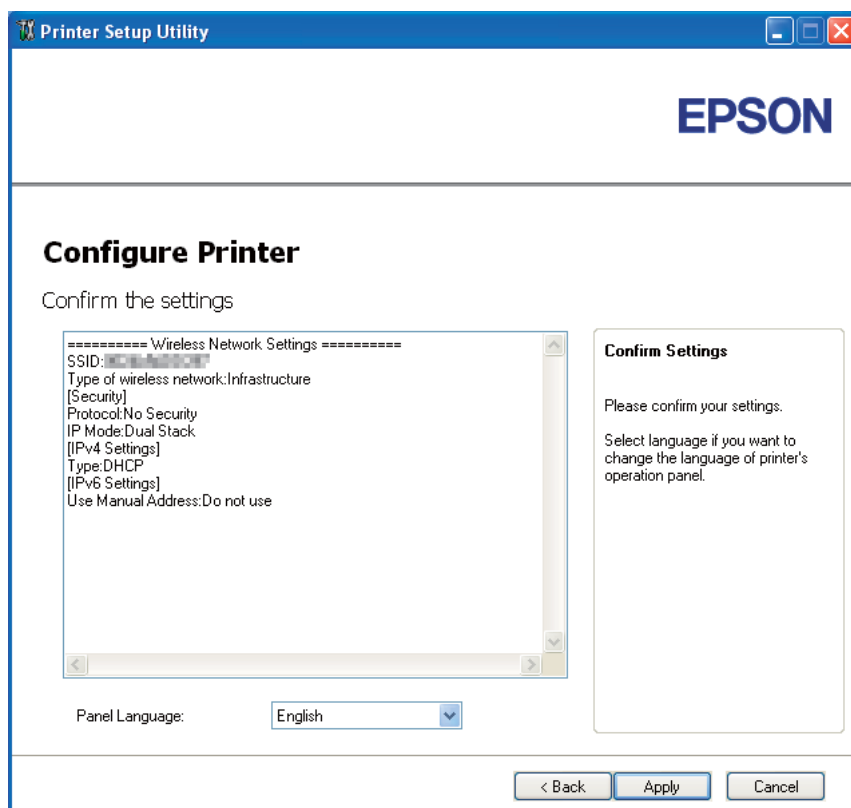 Printer Setup Utility
EPSON
Configure Printer
Confirm the settings
========== Wireless Network Settings ==========
SSID:
Type of wireless network:Infrastructure
[Security]
Protocol:No Security
IP Mode:Dual Stack
[IPv4 Settings]
Type:DHCP
[IPv6 Settings]
Use Manual Address:Do not use
Confirm Settings
Please confirm your settings.
Select language if you want to
change the language of printer's
operation panel.
Panel Language:
English
< Back
Apply
Cancel